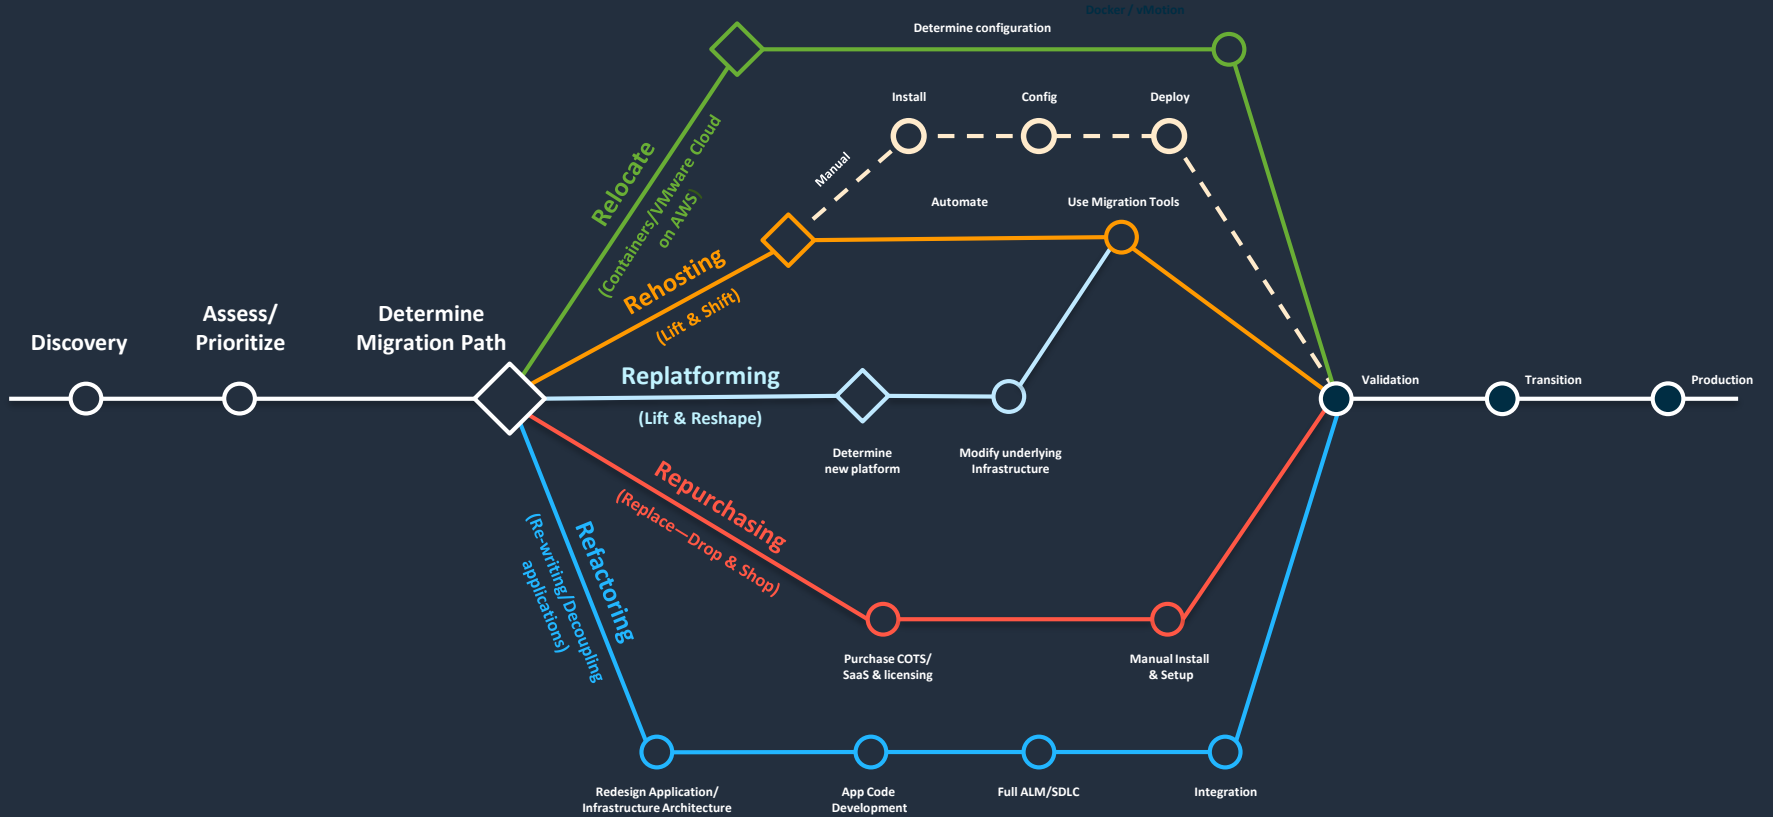 Docker / vMotion
Determine configuration
Install
Config
Deploy
Manual
Relocate
(Containers/VMware Cloud
on AWS)
Automate
Use Migration Tools
Rehosting
(Lift & Shift)
Discovery
Assess/
Prioritize
Determine
Migration Path
Replatforming
(Lift & Reshape)
Validation
Transition
Production
Determine
new platform
Modify underlying
Infrastructure
Repurchasing
(Replace—Drop & Shop)
Refactoring
(Re-writing/Decoupling
applications)
Purchase COTS/
SaaS & licensing
Manual Install
& Setup
Redesign Application/
Infrastructure Architecture
App Code
Development
Full ALM/SDLC
Integration